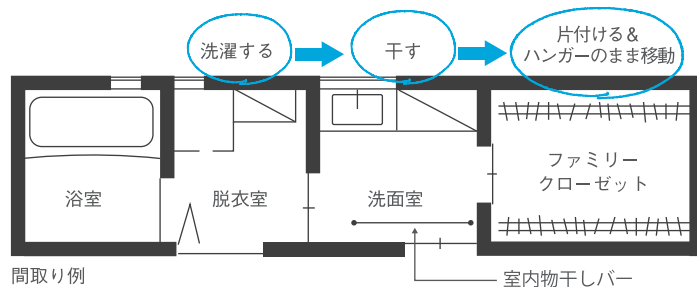 洗濯する
干す
片付ける&
ハンガーのまま移動
浴室
脱衣室
洗面室
ファミリー
クローゼット
間取り例
室内物干しバー